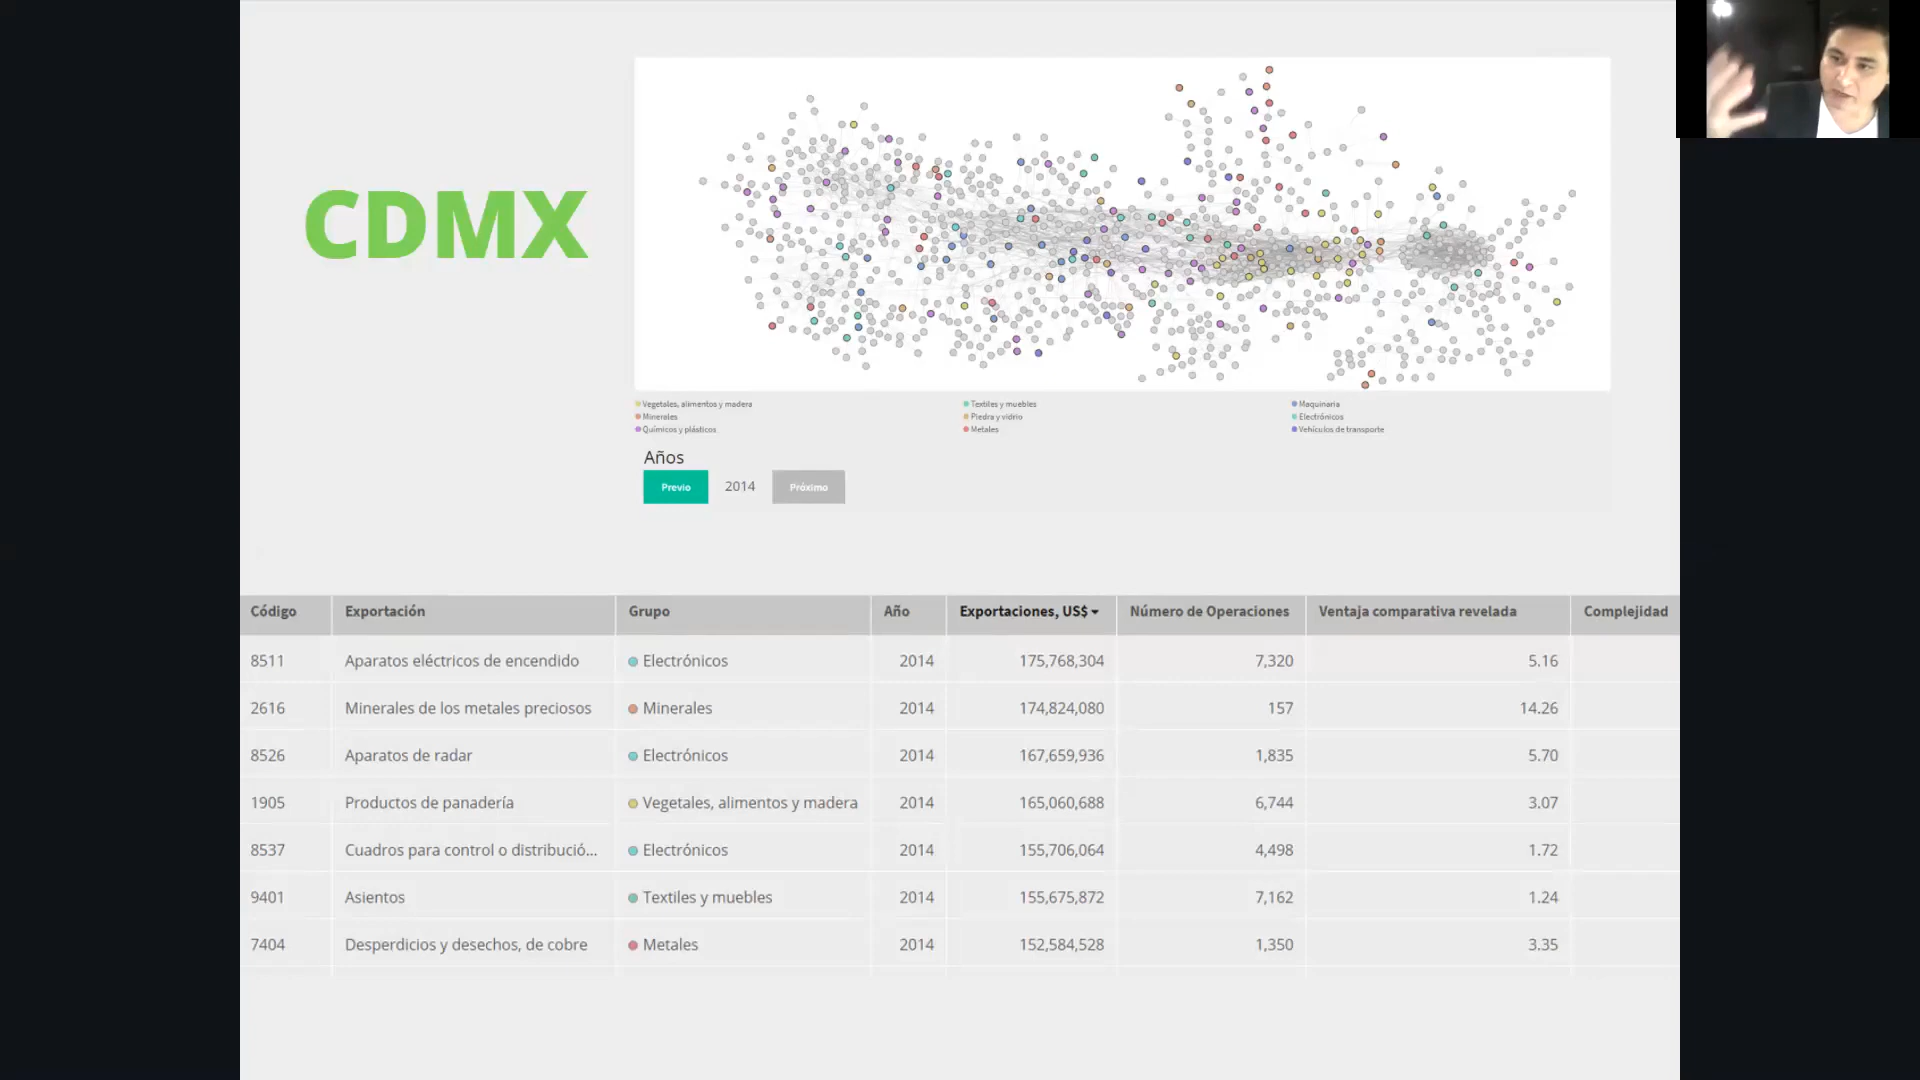 CDMX
Vegetales, alimentos y madera
Minerales
Químicos y plásticos
Textiles y muebles
Piedra y vidrio
Metales
Maquinaria
Electrónicos
Vehículos de transporte
Años
Previo 2014 Próximo
Código Exportación Grupo Año Exportaciones, US$ Número de Operaciones Ventaja comparativa revelada Complejidad
8511 Aparatos eléctricos de encendido Electrónicos 2014 175,768,304 7,320 5.16
2616 Minerales de los metales preciosos Minerales 2014 174,824,080 157 14.26
8526 Aparatos de radar Electrónicos 2014 167,659,936 1,835 5.70
1905 Productos de panadería Vegetales, alimentos y madera 2014 165,060,688 6,744 3.07
8537 Cuadros para control o distribució... Electrónicos 2014 155,706,064 4,498 1.72
9401 Asientos Textiles y muebles 2014 155,675,872 7,162 1.24
7404 Desperdicios y desechos, de cobre Metales 2014 152,584,528 1,350 3.35